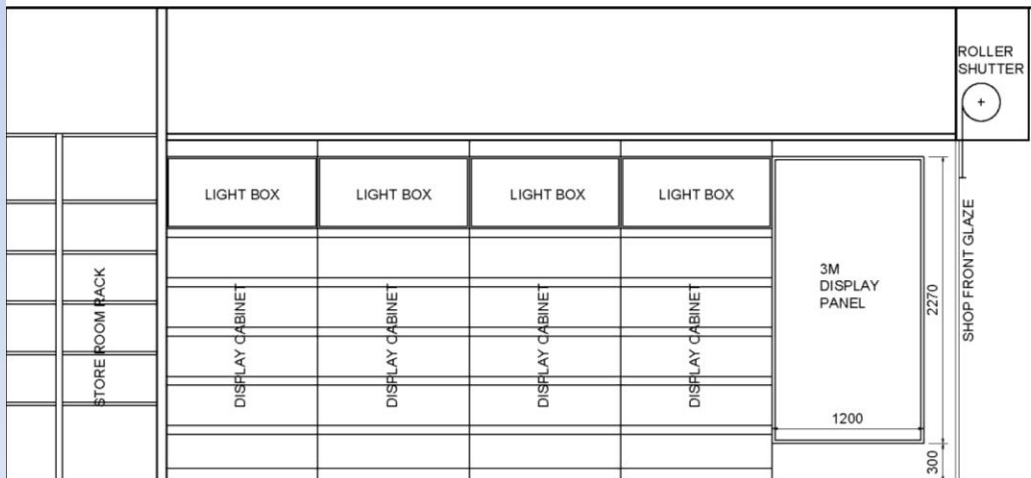 ROLLER
SHUTTER
LIGHT BOX
LIGHT BOX
LIGHT BOX
LIGHT BOX
STORE ROOM RACK
DISPLAY CABINET
DISPLAY CABINET
DISPLAY CABINET
DISPLAY CABINET
3M
DISPLAY
PANEL
2270
SHOP FRONT GLAZE
1200
300